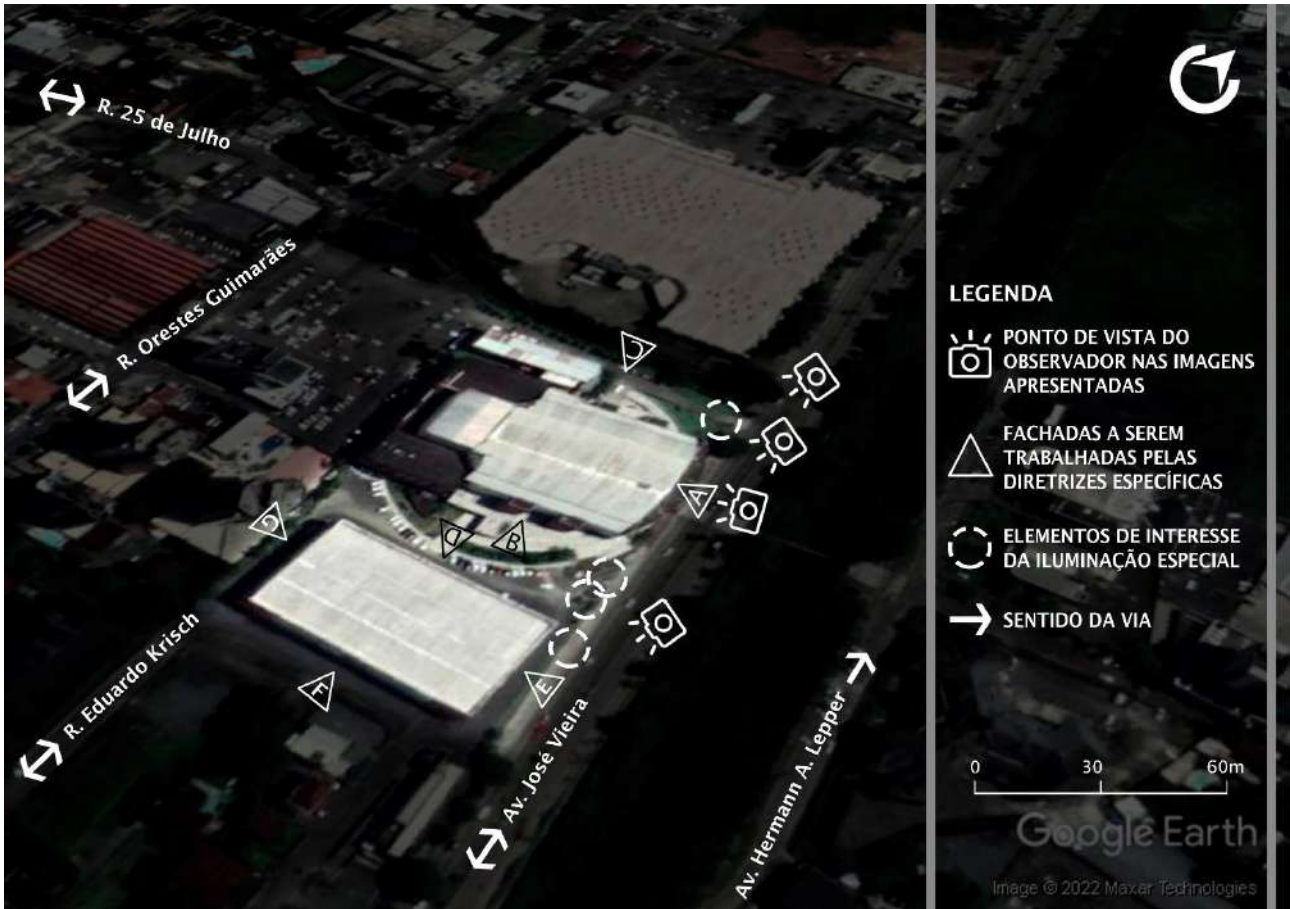 R. 25 de Julho
R. Orestes Guimarães
R. Eduardo Krisch
Av. José Vieira
Av. Hermann A. Lepper
C
A
B
D
G
E
F
LEGENDA
PONTO DE VISTA DO
OBSERVADOR NAS IMAGENS
APRESENTADAS
FACHADAS A SEREM
TRABALHADAS PELAS
DIRETRIZES ESPECÍFICAS
ELEMENTOS DE INTERESSE
DA ILUMINAÇÃO ESPECIAL
SENTIDO DA VIA
0 30 60m
Google Earth
Image © 2022 Maxar Technologies